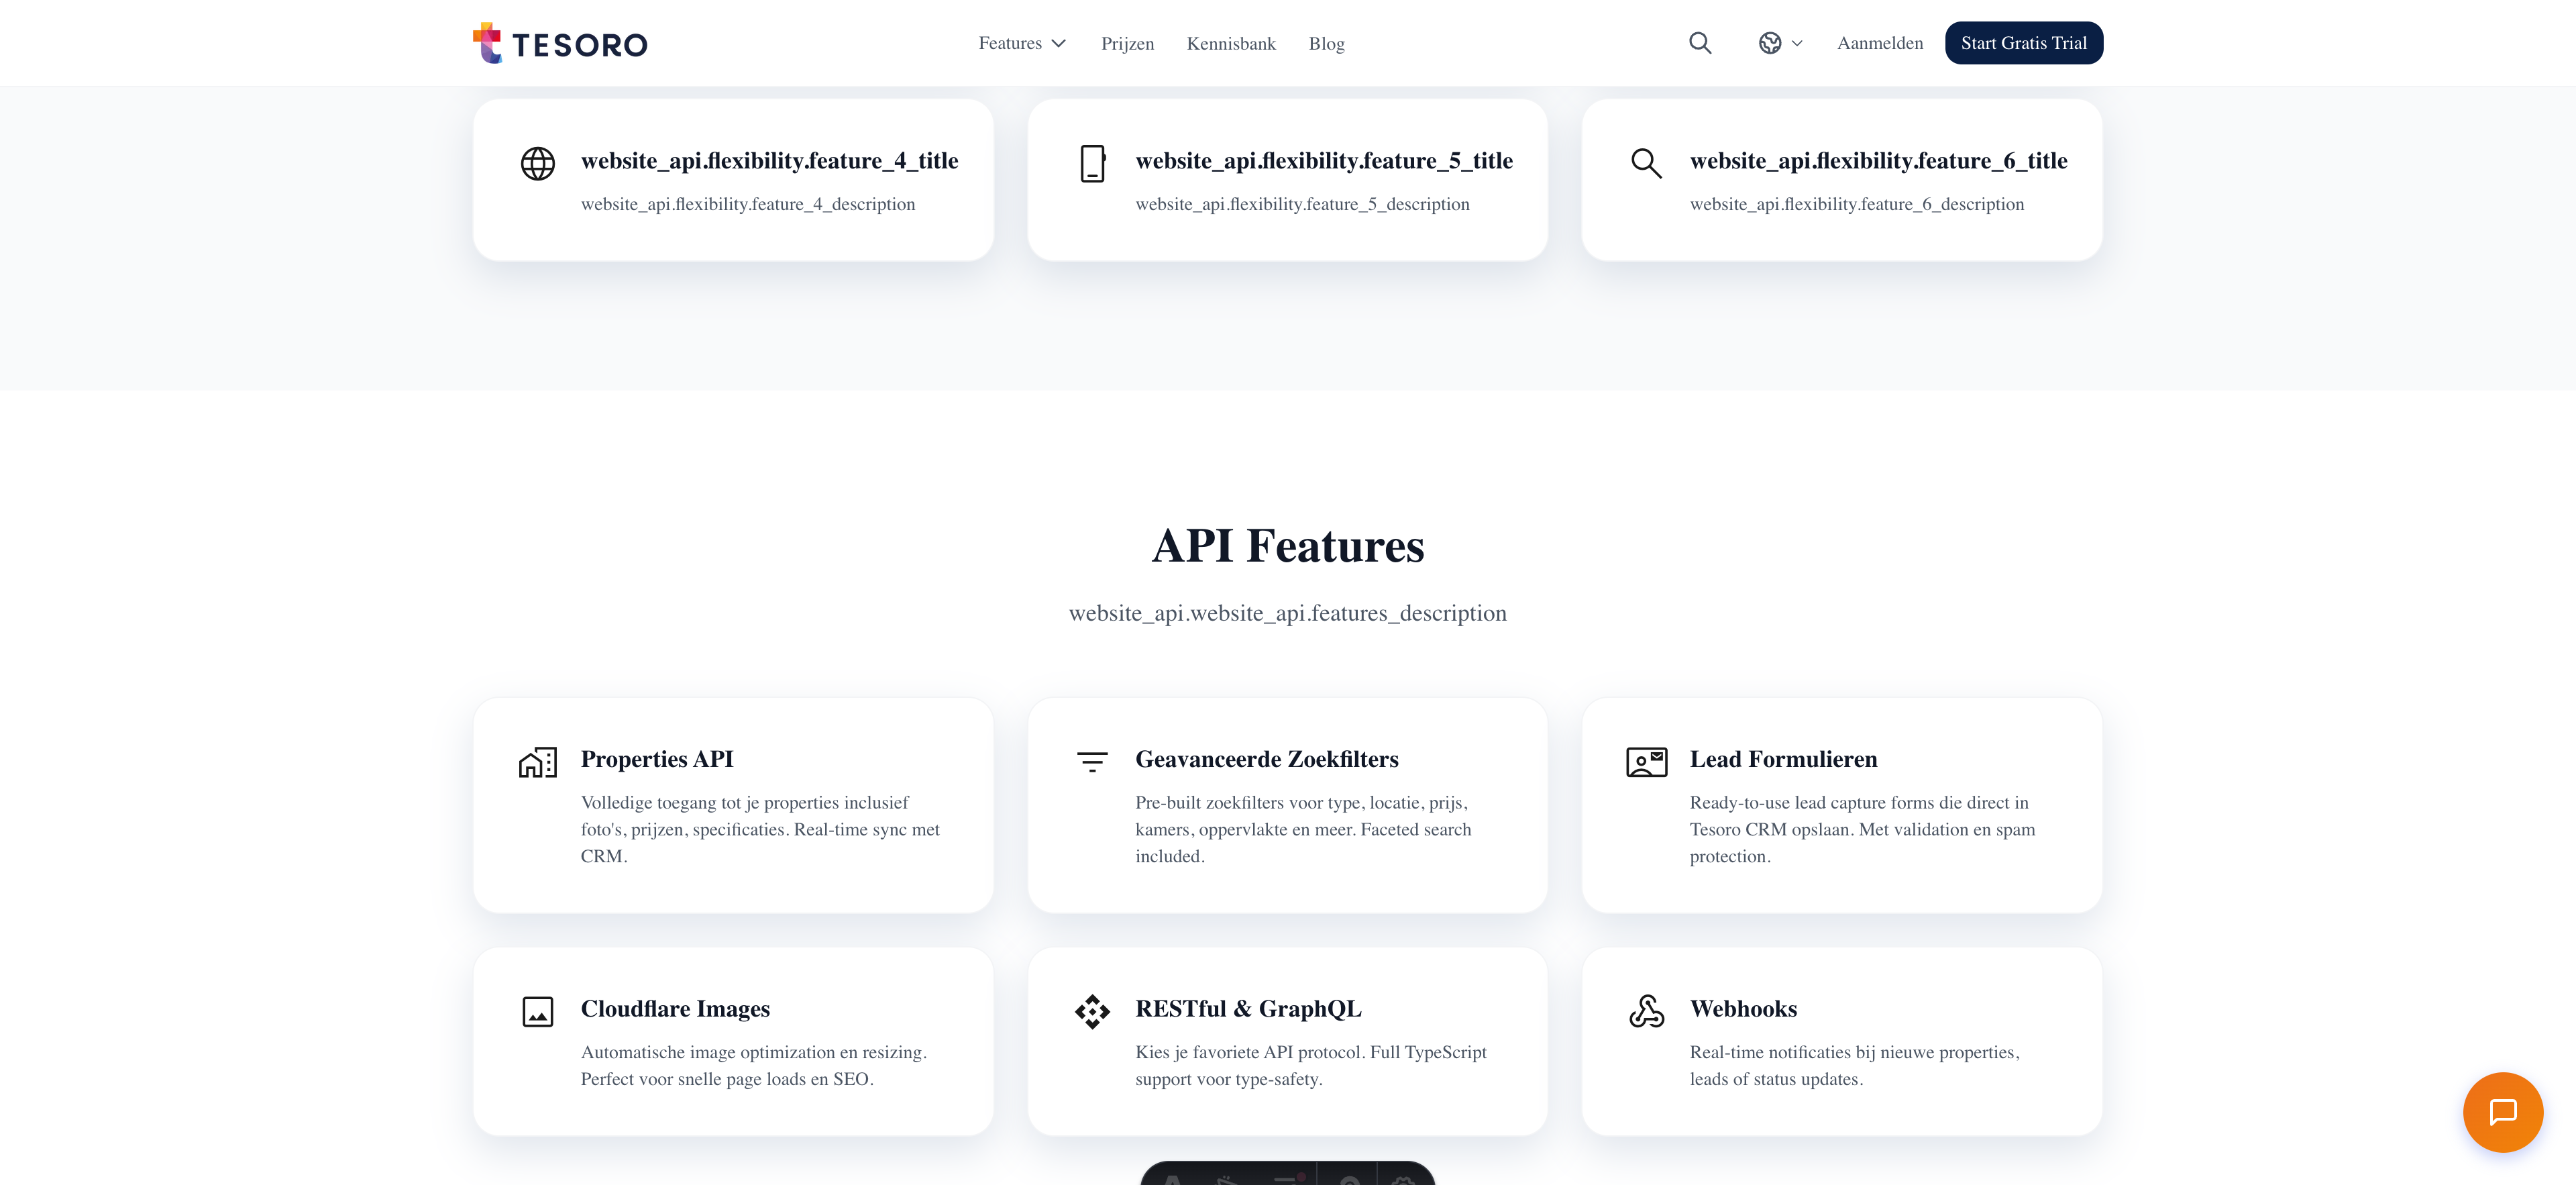 TESORO
Features Prijzen Kennisbank Blog Aanmelden Start Gratis Trial
website_api.flexibility.feature_4_title
website_api.flexibility.feature_4_description
website_api.flexibility.feature_5_title
website_api.flexibility.feature_5_description
website_api.flexibility.feature_6_title
website_api.flexibility.feature_6_description
API Features
website_api.website_api.features_description
Properties API
Volledige toegang tot je properties inclusief
foto's, prijzen, specificaties. Real-time sync met
CRM.
Geavanceerde Zoekfilters
Pre-built zoekfilters voor type, locatie, prijs,
kamers, oppervlakte en meer. Faceted search
included.
Lead Formulieren
Ready-to-use lead capture forms die direct in
Tesoro CRM opslaan. Met validation en spam
protection.
Cloudflare Images
Automatische image optimization en resizing.
Perfect voor snelle page loads en SEO.
RESTful & GraphQL
Kies je favoriete API protocol. Full TypeScript
support voor type-safety.
Webhooks
Real-time notificaties bij nieuwe properties,
leads of status updates.